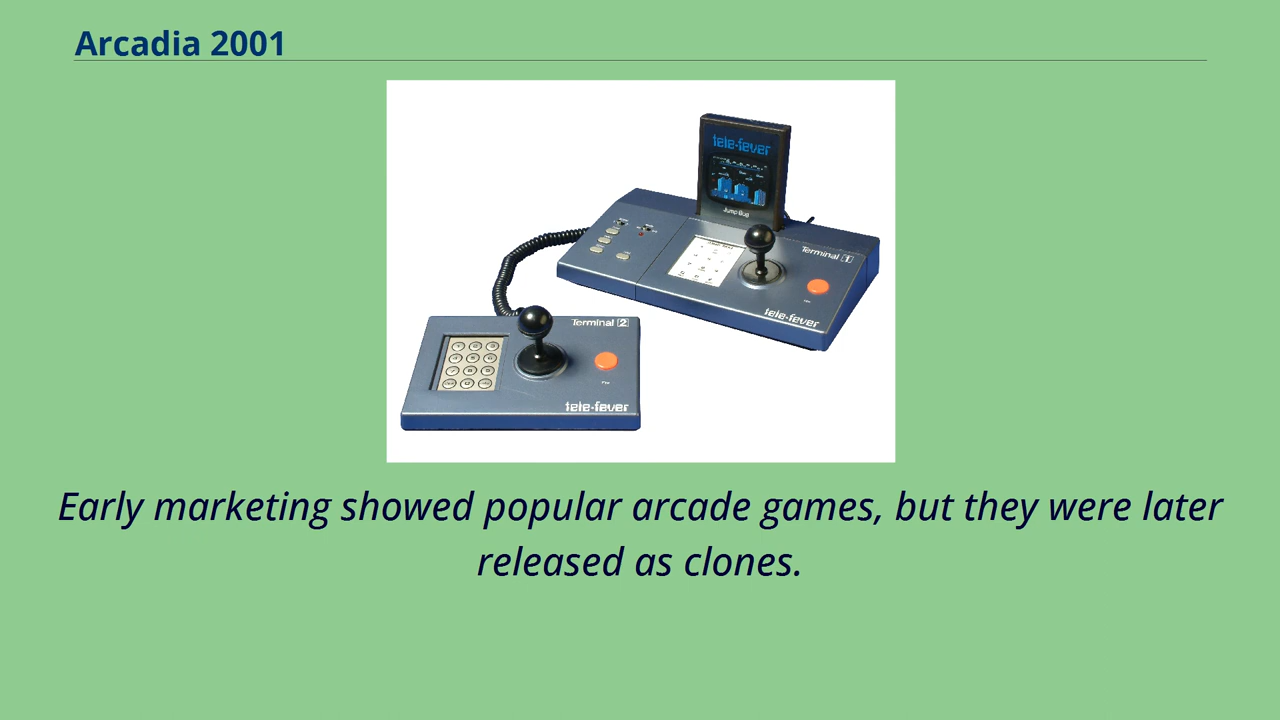 Arcadia 2001
tele-fever
Jump Bug
Terminal 1
tele-fever
Terminal 2
tele-fever
Early marketing showed popular arcade games, but they were later
released as clones.